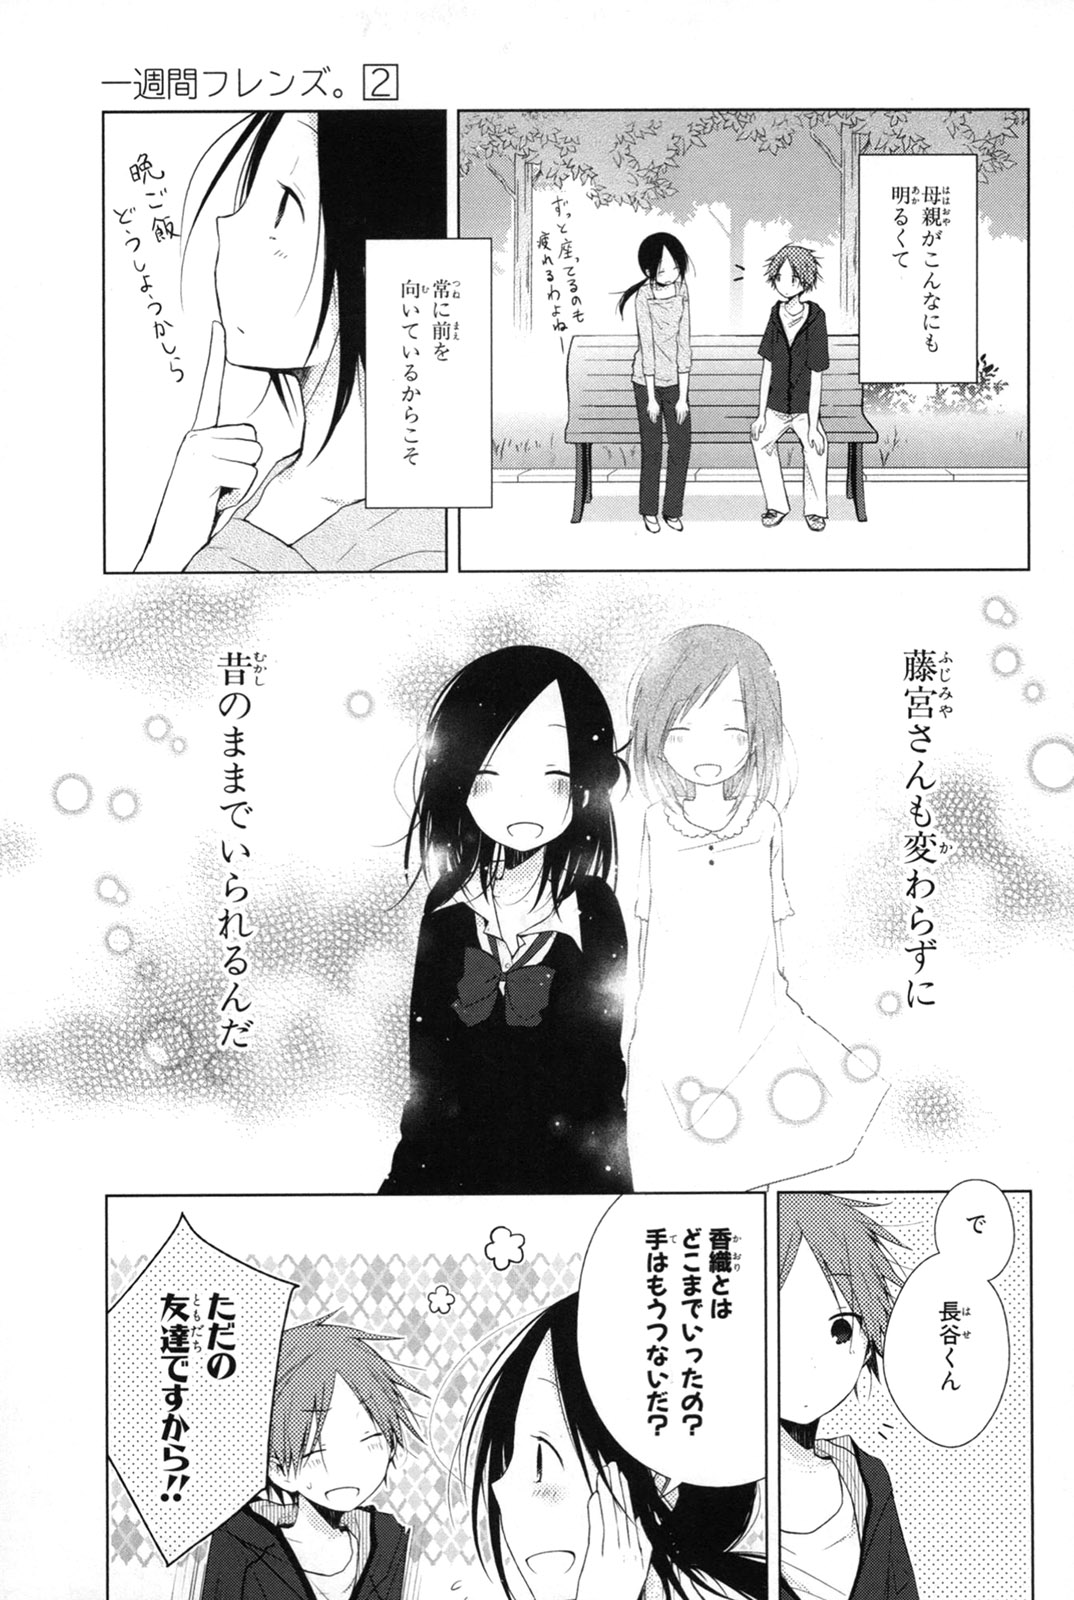 一週間フレンズ。2
母親がこんなにも
明るくて
ずっと座ってるのも
疲れるわよねー
常に前を
向いているからこそ
晩ご飯
どうしようかしら
藤宮さんも変わらずに
昔のままでいられるんだ
で
長谷くん
香織とは
どこまでいったの?
手はもうつないだ?
ただの
友達ですから!!